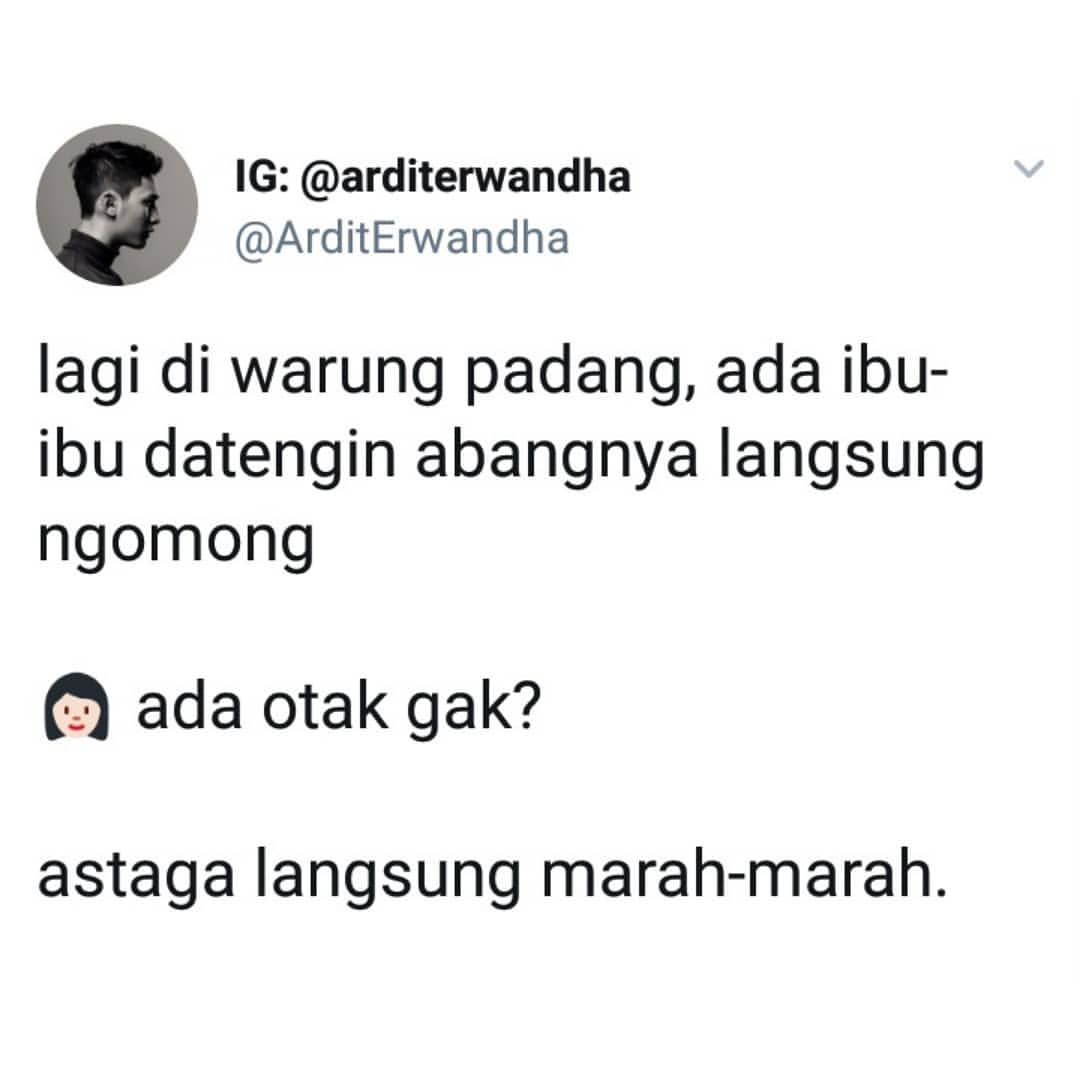 IG: @arditerwandha
@ArditErwandha
lagi di warung padang, ada ibu-
ibu datengin abangnya langsung
ngomong
👩🏻 ada otak gak?
astaga langsung marah-marah.